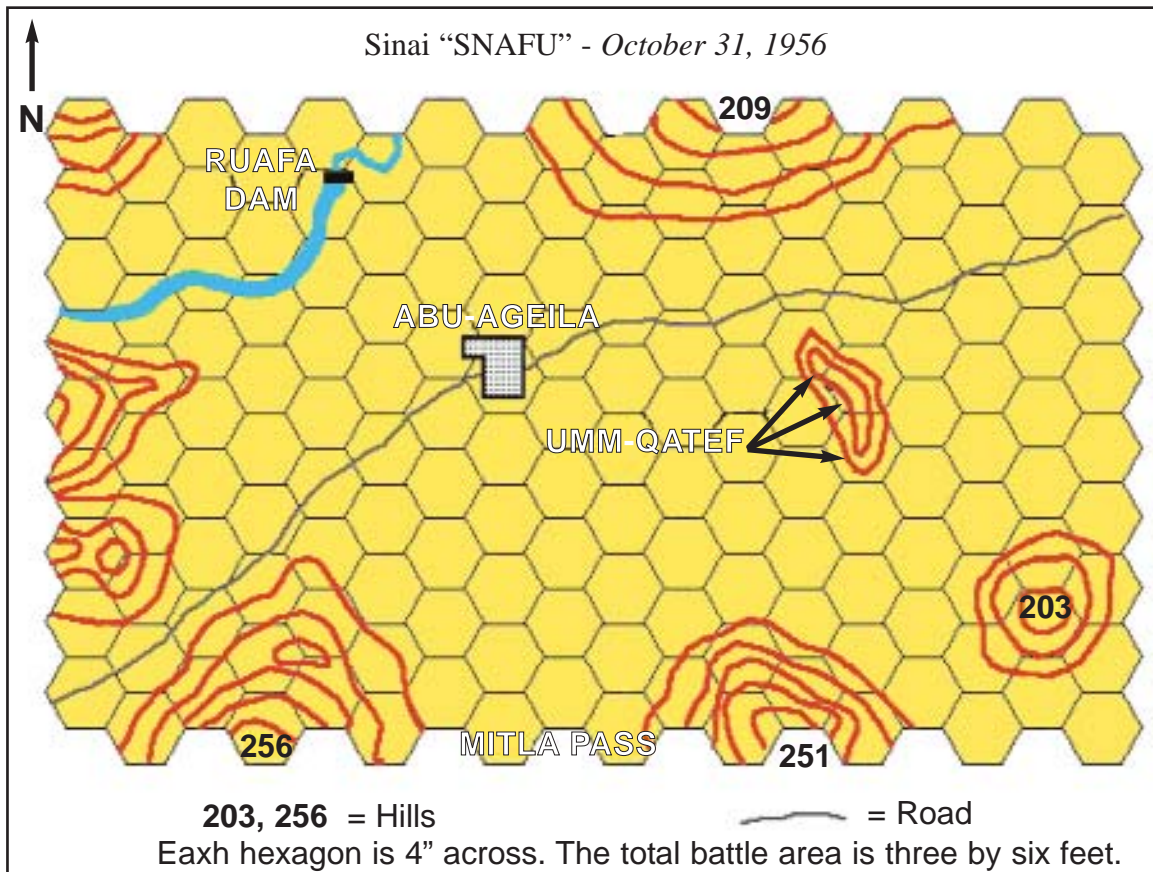 Sinai “SNAFU” - October 31, 1956
N
209
RUAFA
DAM
ABU-AGEILA
UMM-QATEF
203
256
MITLA PASS
251
203, 256 = Hills
= Road
Eaxh hexagon is 4” across. The total battle area is three by six feet.